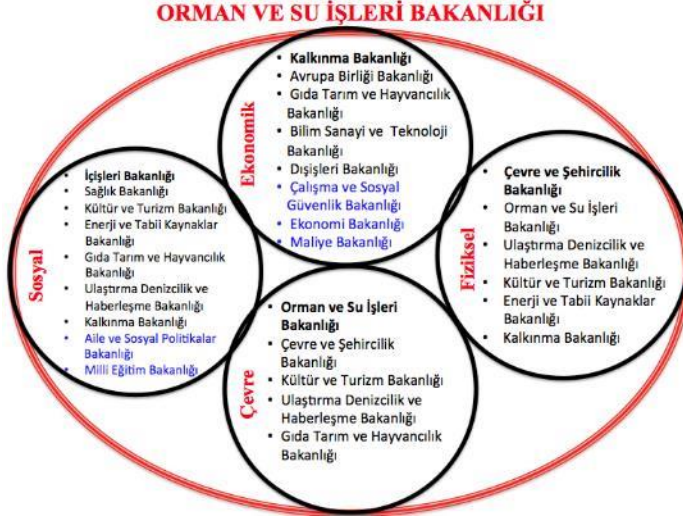 ORMAN VE SU İŞLERİ BAKANLIĞI
Ekonomik
• Kalkınma Bakanlığı
• Avrupa Birliği Bakanlığı
• Gıda Tarım ve Hayvancılık
Bakanlığı
• Bilim Sanayi ve Teknoloji
Bakanlığı
• Dışişleri Bakanlığı
• Çalışma ve Sosyal
Güvenlik Bakanlığı
• Ekonomi Bakanlığı
• Maliye Bakanlığı
Sosyal
• İçişleri Bakanlığı
• Sağlık Bakanlığı
• Kültür ve Turizm Bakanlığı
• Enerji ve Tabii Kaynaklar
Bakanlığı
• Gıda Tarım ve Hayvancılık
Bakanlığı
• Ulaştırma Denizcilik ve
Haberleşme Bakanlığı
• Kalkınma Bakanlığı
• Aile ve Sosyal Politikalar
Bakanlığı
• Milli Eğitim Bakanlığı
Fiziksel
• Çevre ve Şehircilik
Bakanlığı
• Orman ve Su İşleri
Bakanlığı
• Ulaştırma Denizcilik ve
Haberleşme Bakanlığı
• Kültür ve Turizm Bakanlığı
• Enerji ve Tabii Kaynaklar
Bakanlığı
• Kalkınma Bakanlığı
Çevre
• Orman ve Su İşleri
Bakanlığı
• Çevre ve Şehircilik
Bakanlığı
• Kültür ve Turizm Bakanlığı
• Ulaştırma Denizcilik ve
Haberleşme Bakanlığı
• Gıda Tarım ve Hayvancılık
Bakanlığı